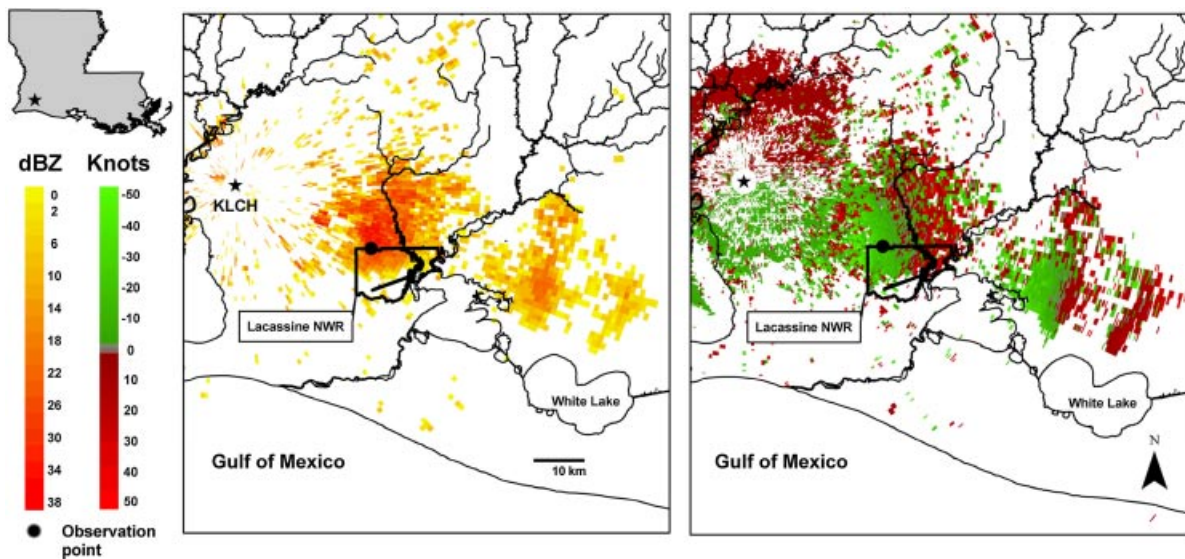 dBZ Knots
0
2
6
10
14
18
22
26
30
34
38
-50
-40
-30
-20
-10
0
10
20
30
40
50
Observation
point
KLCH
Lacassine NWR
White Lake
10 km
Gulf of Mexico
Lacassine NWR
White Lake
N
Gulf of Mexico